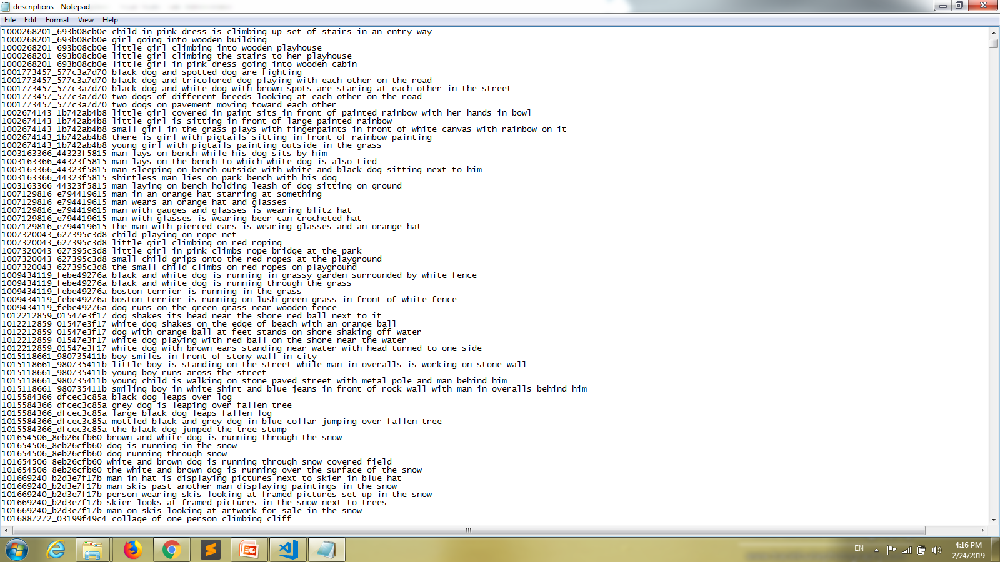 descriptions - Notepad
File Edit Format View Help
1000268201_693b08cb0e child in pink dress is climbing up set of stairs in an entry way
1000268201_693b08cb0e girl going into wooden building
1000268201_693b08cb0e little girl climbing into wooden playhouse
1000268201_693b08cb0e little girl climbing the stairs to her playhouse
1000268201_693b08cb0e little girl in pink dress going into wooden cabin
1001773457_577c3a7d70 black dog and spotted dog are fighting
1001773457_577c3a7d70 black dog and tricolored dog playing with each other on the road
1001773457_577c3a7d70 black dog and white dog with brown spots are staring at each other in the street
1001773457_577c3a7d70 two dogs of different breeds looking at each other on the road
1001773457_577c3a7d70 two dogs on pavement moving toward each other
1002674143_1b742ab4b8 little girl covered in paint sits in front of painted rainbow with her hands in bowl
1002674143_1b742ab4b8 little girl is sitting in front of large painted rainbow
1002674143_1b742ab4b8 small girl in the grass plays with fingerpaints in front of white canvas with rainbow on it
1002674143_1b742ab4b8 there is girl with pigtails sitting in front of rainbow painting
1002674143_1b742ab4b8 young girl with pigtails painting outside in the grass
1003163366_44323f5815 man lays on bench while his dog sits by him
1003163366_44323f5815 man lays on the bench to which white dog is also tied
1003163366_44323f5815 man sleeping on bench outside with white and black dog sitting next to him
1003163366_44323f5815 shirtless man lies on park bench with his dog
1003163366_44323f5815 man laying on bench holding leash of dog sitting on ground
1007129816_e794419615 man in an orange hat starring at something
1007129816_e794419615 man wears an orange hat and glasses
1007129816_e794419615 man with gauges and glasses is wearing blitz hat
1007129816_e794419615 man with glasses is wearing beer can crocheted hat
1007129816_e794419615 the man with pierced ears is wearing glasses and an orange hat
1007320043_627395c3d8 child playing on rope net
1007320043_627395c3d8 little girl climbing on red roping
1007320043_627395c3d8 little girl in pink climbs rope bridge at the park
1007320043_627395c3d8 small child grips onto the red ropes at the playground
1007320043_627395c3d8 the small child climbs on red ropes on playground
1009434119_febe49276a black and white dog is running in grassy garden surrounded by white fence
1009434119_febe49276a black and white dog is running through the grass
1009434119_febe49276a boston terrier is running in the grass
1009434119_febe49276a boston terrier is running on lush green grass in front of white fence
1009434119_febe49276a dog runs on the green grass near wooden fence
1012212859_01547e3f17 dog shakes its head near the shore red ball next to it
1012212859_01547e3f17 white dog shakes on the edge of beach with an orange ball
1012212859_01547e3f17 dog with orange ball at feet stands on shore shaking off water
1012212859_01547e3f17 white dog playing with red ball on the shore near the water
1012212859_01547e3f17 white dog with brown ears standing near water with head turned to one side
1015118661_980735411b boy smiles in front of stony wall in city
1015118661_980735411b little boy is standing on the street while man in overalls is working on stone wall
1015118661_980735411b young boy runs aross the street
1015118661_980735411b young child is walking on stone paved street with metal pole and man behind him
1015118661_980735411b smiling boy in white shirt and blue jeans in front of rock wall with man in overalls behind him
1015584366_dfcec3c85a black dog leaps over log
1015584366_dfcec3c85a grey dog is leaping over fallen tree
1015584366_dfcec3c85a large black dog leaps fallen log
1015584366_dfcec3c85a mottled black and grey dog in blue collar jumping over fallen tree
1015584366_dfcec3c85a the black dog jumped the tree stump
101654506_8eb26cfb60 brown and white dog is running through the snow
101654506_8eb26cfb60 dog is running in the snow
101654506_8eb26cfb60 dog running through snow
101654506_8eb26cfb60 white and brown dog is running through snow covered field
101654506_8eb26cfb60 the white and brown dog is running over the surface of the snow
101669240_b2d3e7f17b man in hat is displaying pictures next to skier in blue hat
101669240_b2d3e7f17b man skis past another man displaying paintings in the snow
101669240_b2d3e7f17b person wearing skis looking at framed pictures set up in the snow
101669240_b2d3e7f17b skier looks at framed pictures in the snow next to trees
101669240_b2d3e7f17b man on skis looking at artwork for sale in the snow
1016887272_03199f49c4 collage of one person climbing cliff
EN
4:16 PM
2/24/2019